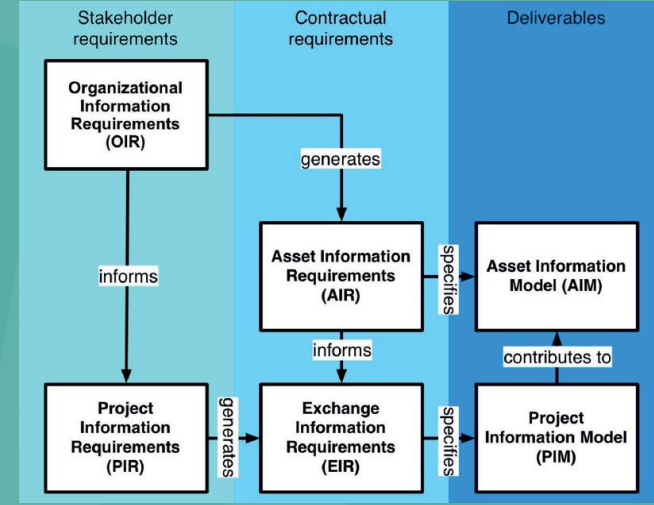 Stakeholder
requirements
Contractual
requirements
Deliverables
Organizational
Information
Requirements
(OIR)
generates
informs
Asset Information
Requirements
(AIR)
specifies
Asset Information
Model (AIM)
informs
contributes to
Project
Information
Requirements
(PIR)
generates
Exchange
Information
Requirements
(EIR)
specifies
Project
Information Model
(PIM)